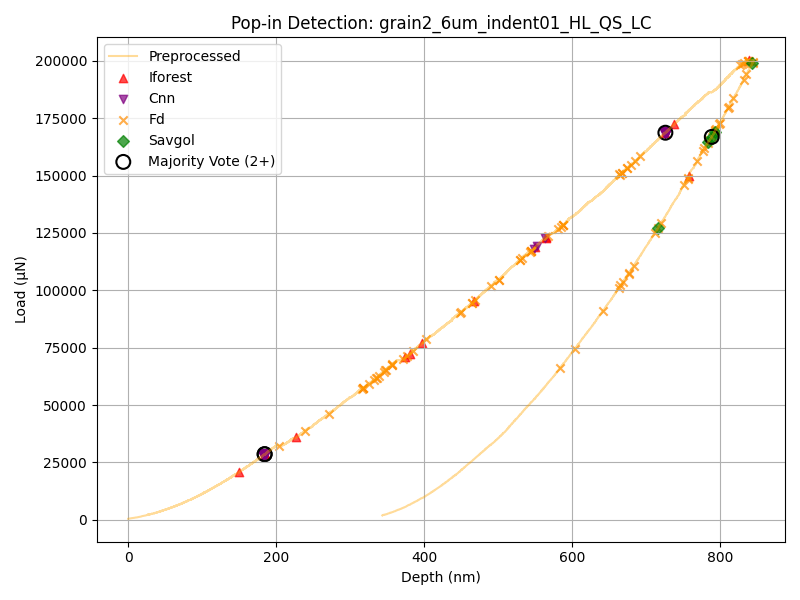 Pop-in Detection: grain2_6um_indent01_HL_QS_LC
Preprocessed
Iforest
Cnn
Fd
Savgol
Majority Vote (2+)
200000
175000
150000
125000
100000
75000
50000
25000
0
Load (µN)
0 200 400 600 800
Depth (nm)